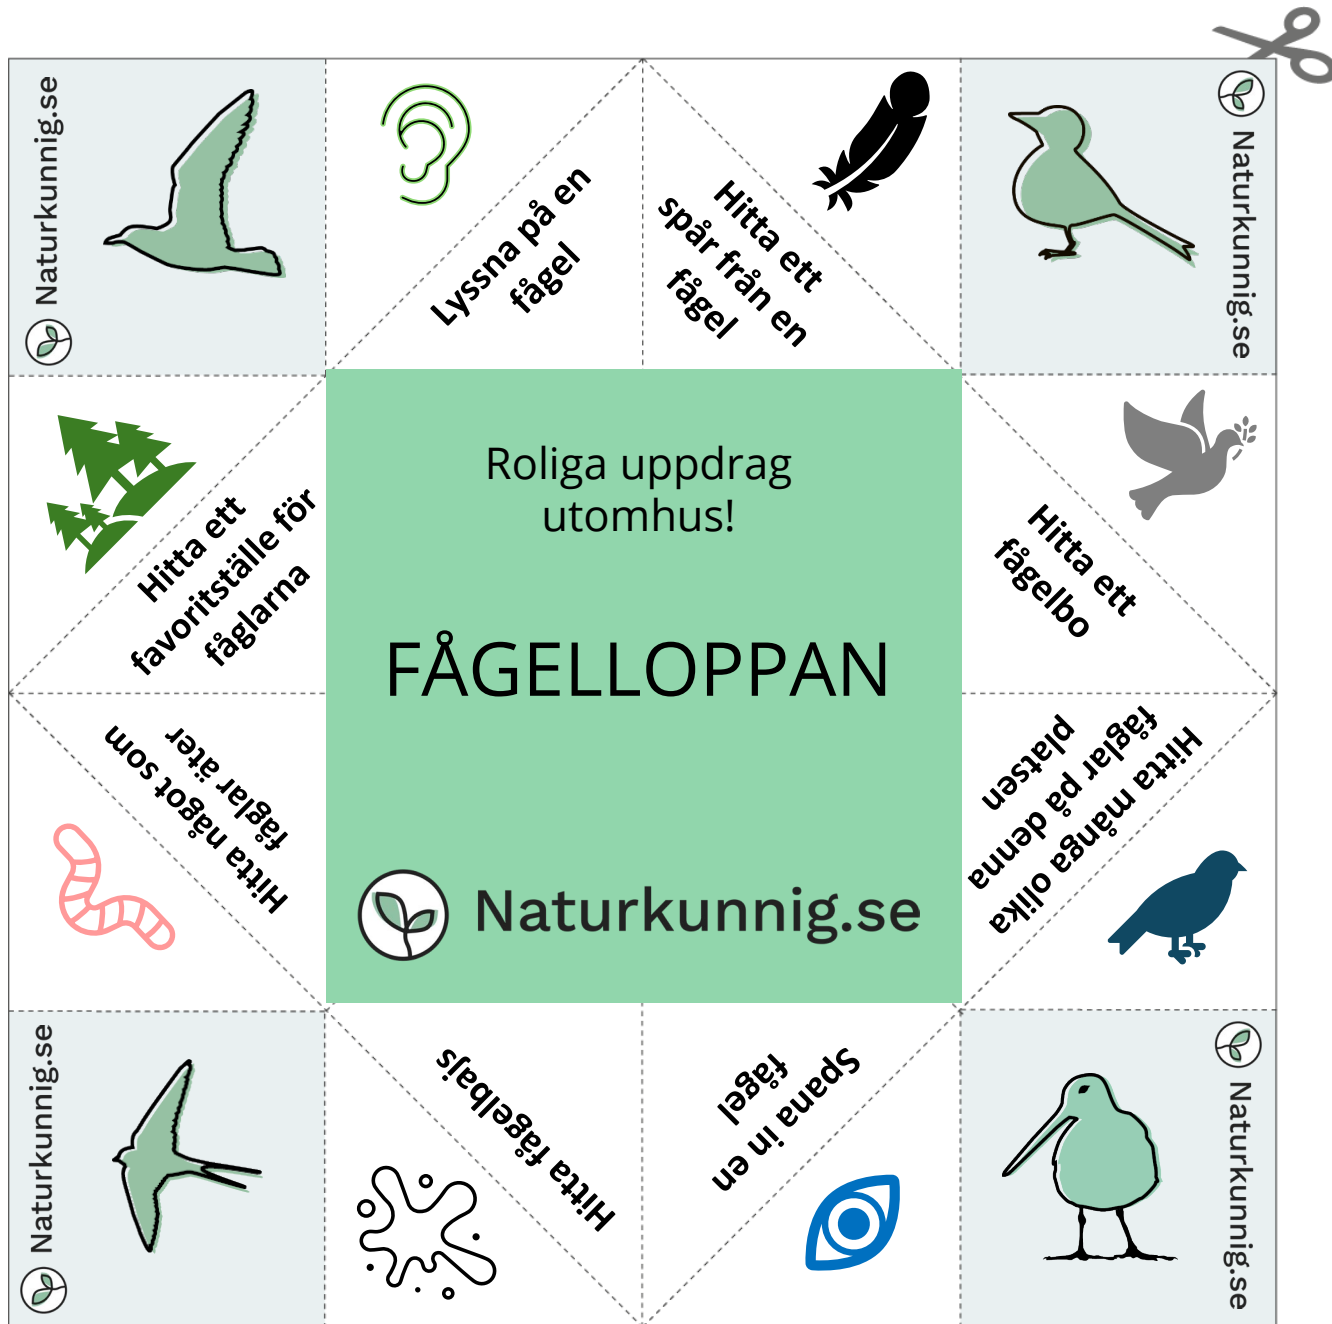 Naturkunnig.se
Lyssna på en
fågel
Hitta ett
spår från en
fågel
Naturkunnig.se
Hitta ett
favoritställe för
fåglarna
Roliga uppdrag
utomhus!
FÅGELLOPPAN
Naturkunnig.se
Hitta ett
fågelbo
Hitta något som
fåglar äter
Hitta många olika
fåglar på denna
platsen
Naturkunnig.se
Hitta fågelbajs
Spana in en
fågel
Naturkunnig.se